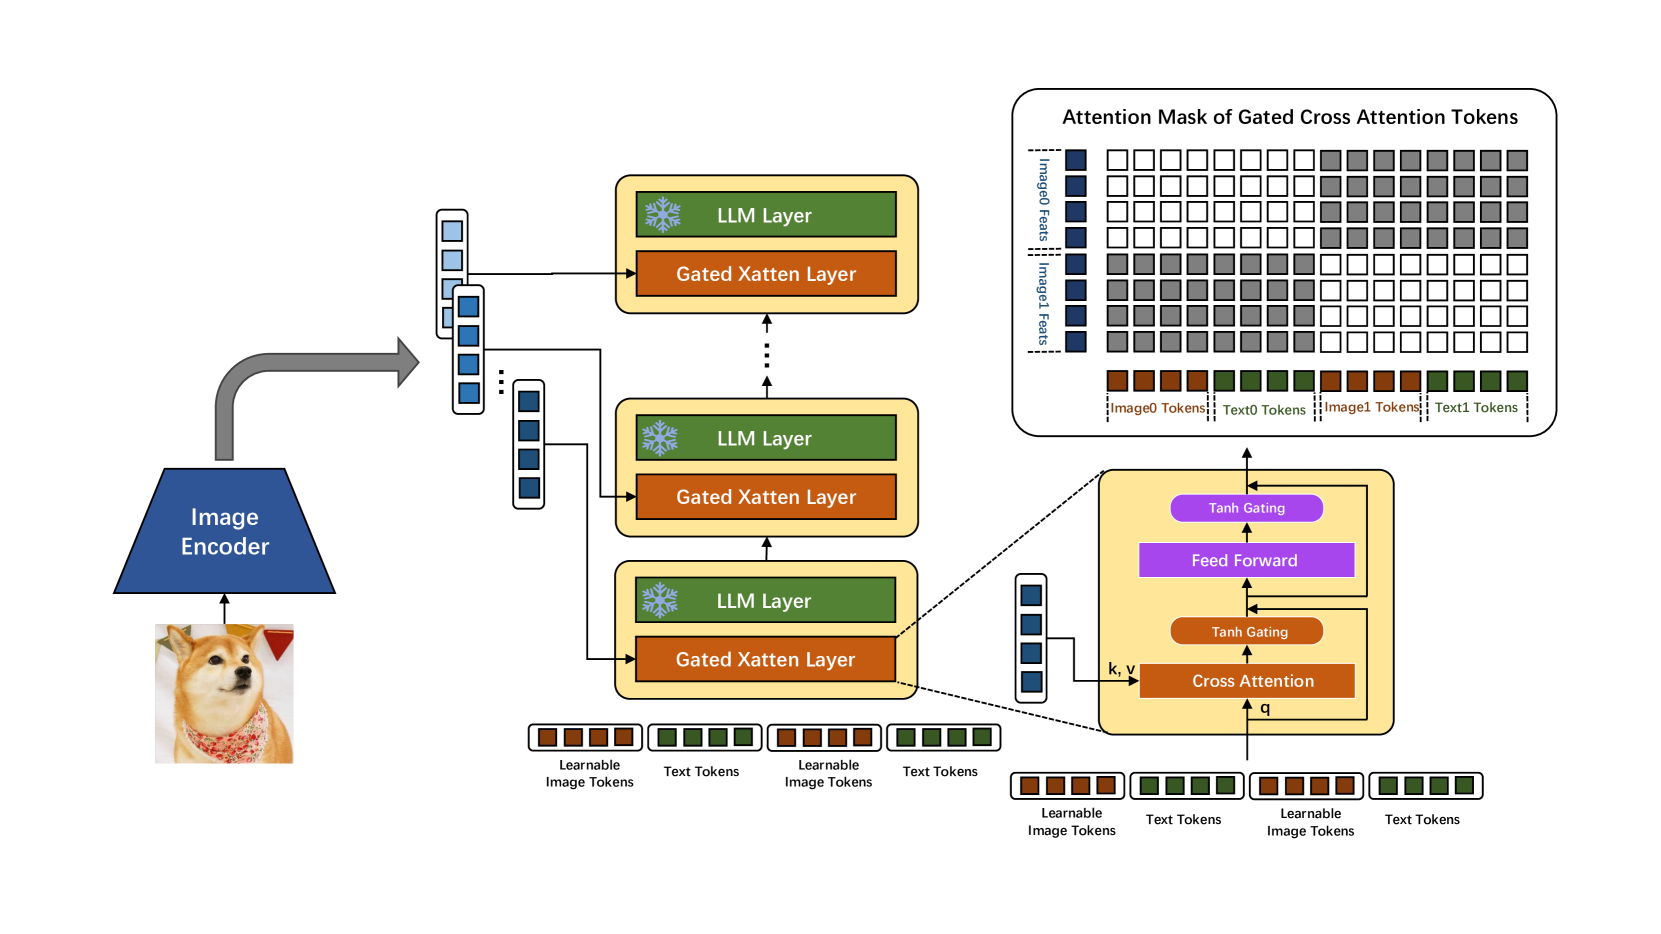 Attention Mask of Gated Cross Attention Tokens
Image0 Feats
Image1 Feats
Image0 Tokens
Text0 Tokens
Image1 Tokens
Text1 Tokens
LLM Layer
Gated Xatten Layer
LLM Layer
Gated Xatten Layer
LLM Layer
Gated Xatten Layer
Image
Encoder
Learnable
Image Tokens
Text Tokens
Learnable
Image Tokens
Text Tokens
Tanh Gating
Feed Forward
Tanh Gating
k, v
Cross Attention
q
Learnable
Image Tokens
Text Tokens
Learnable
Image Tokens
Text Tokens